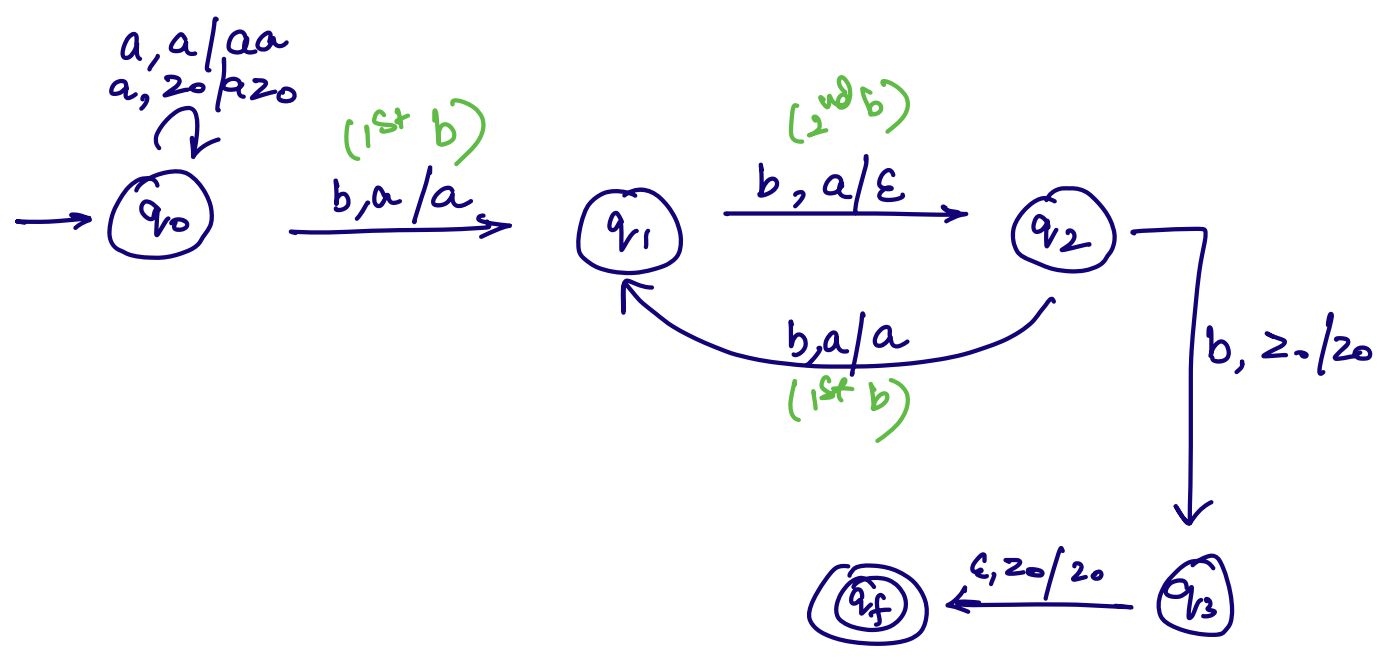 a, a/aa
a, z0/az0
(1st b)
(2nd b)
b, a/a
b, a/ε
q0
q1
q2
b, a/a
(1st b)
b, z0/z0
ε, z0/z0
qf
q3